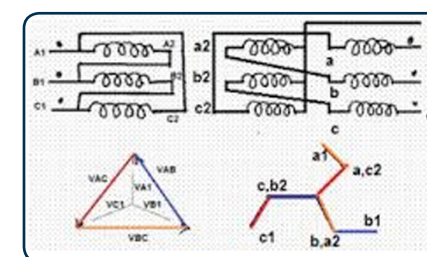 A1 A2 a2
a
B1 B2 b2
b
C1 C2 c2
c
a1
VAC VAB a,c2
VA1 c,b2
VC1 VB1
b1
VBC c1 b,a2